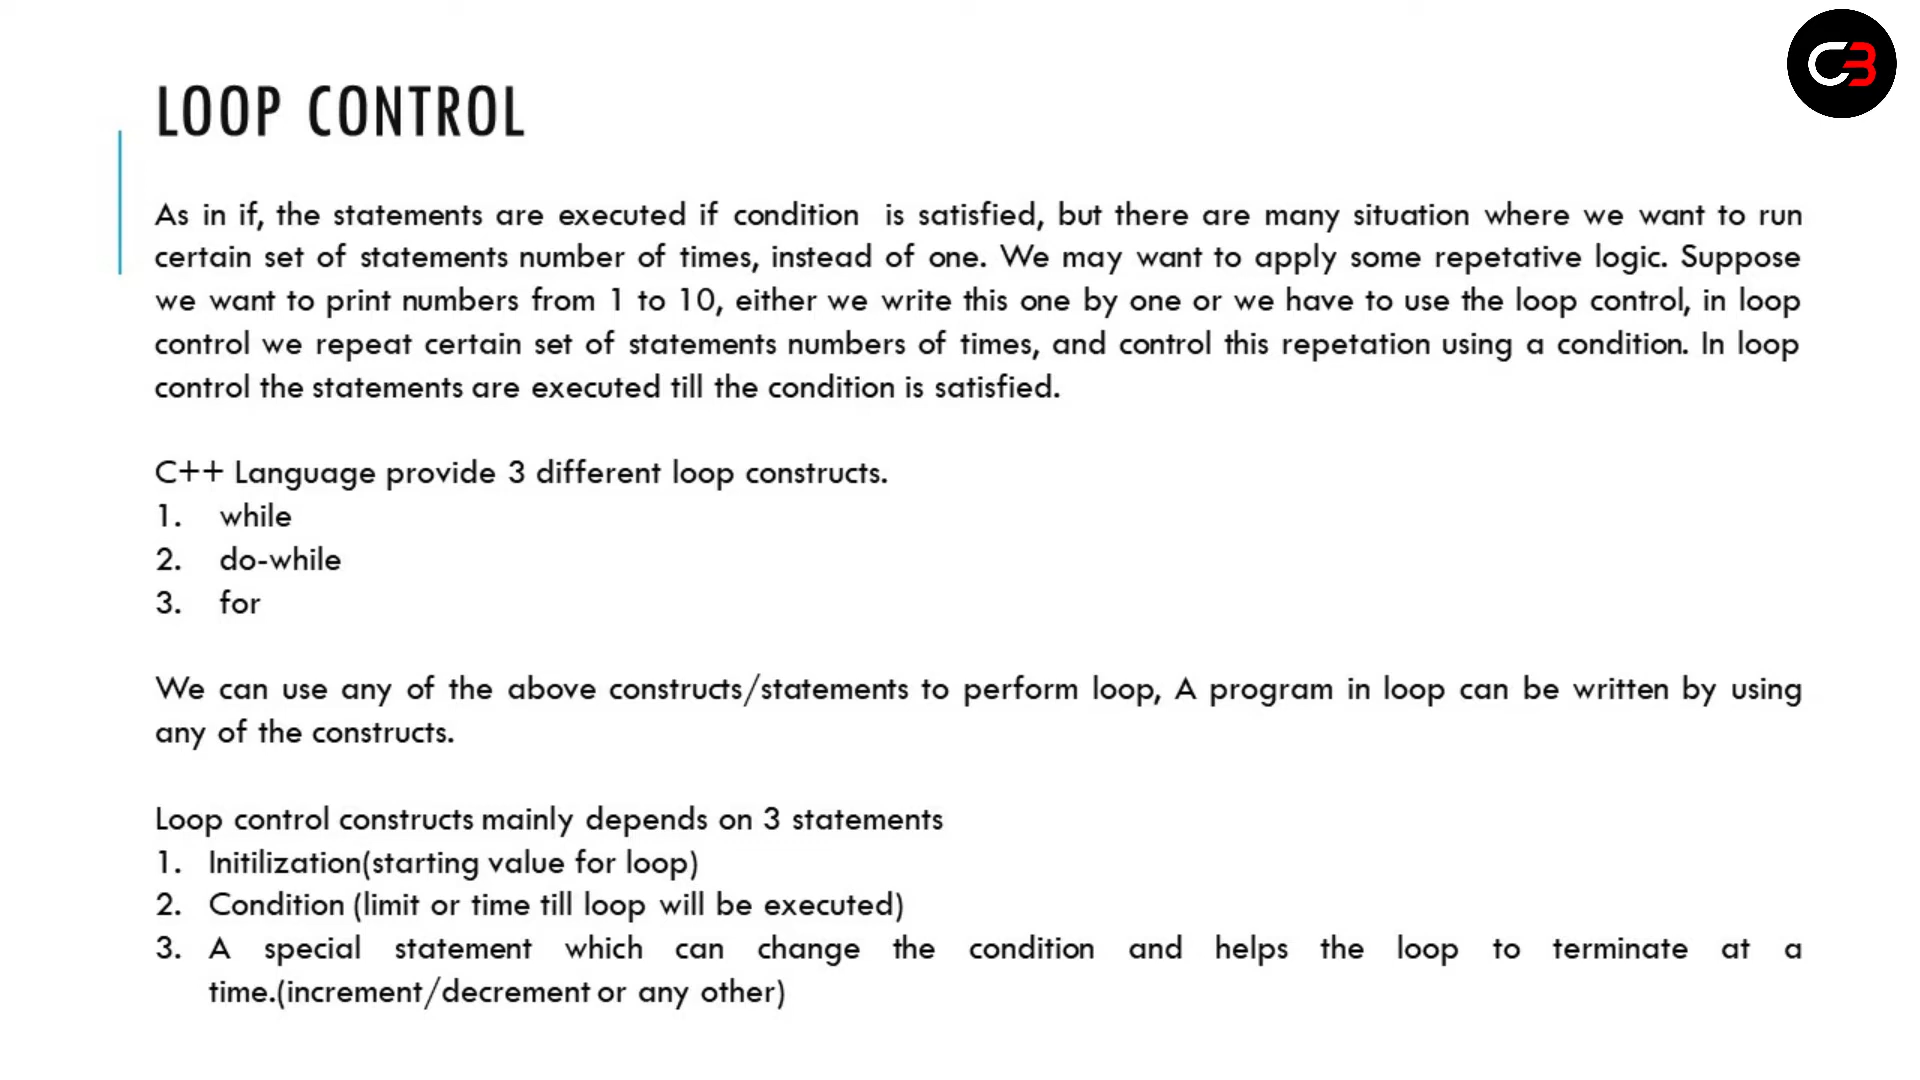 LOOP CONTROL
As in if, the statements are executed if condition is satisfied, but there are many situation where we want to run
certain set of statements number of times, instead of one. We may want to apply some repetative logic. Suppose
we want to print numbers from 1 to 10, either we write this one by one or we have to use the loop control, in loop
control we repeat certain set of statements numbers of times, and control this repetation using a condition. In loop
control the statements are executed till the condition is satisfied.
C++ Language provide 3 different loop constructs.
1. while
2. do-while
3. for
We can use any of the above constructs/statements to perform loop, A program in loop can be written by using
any of the constructs.
Loop control constructs mainly depends on 3 statements
1. Initilization(starting value for loop)
2. Condition (limit or time till loop will be executed)
3. A special statement which can change the condition and helps the loop to terminate at a
time.(increment/decrement or any other)
CB